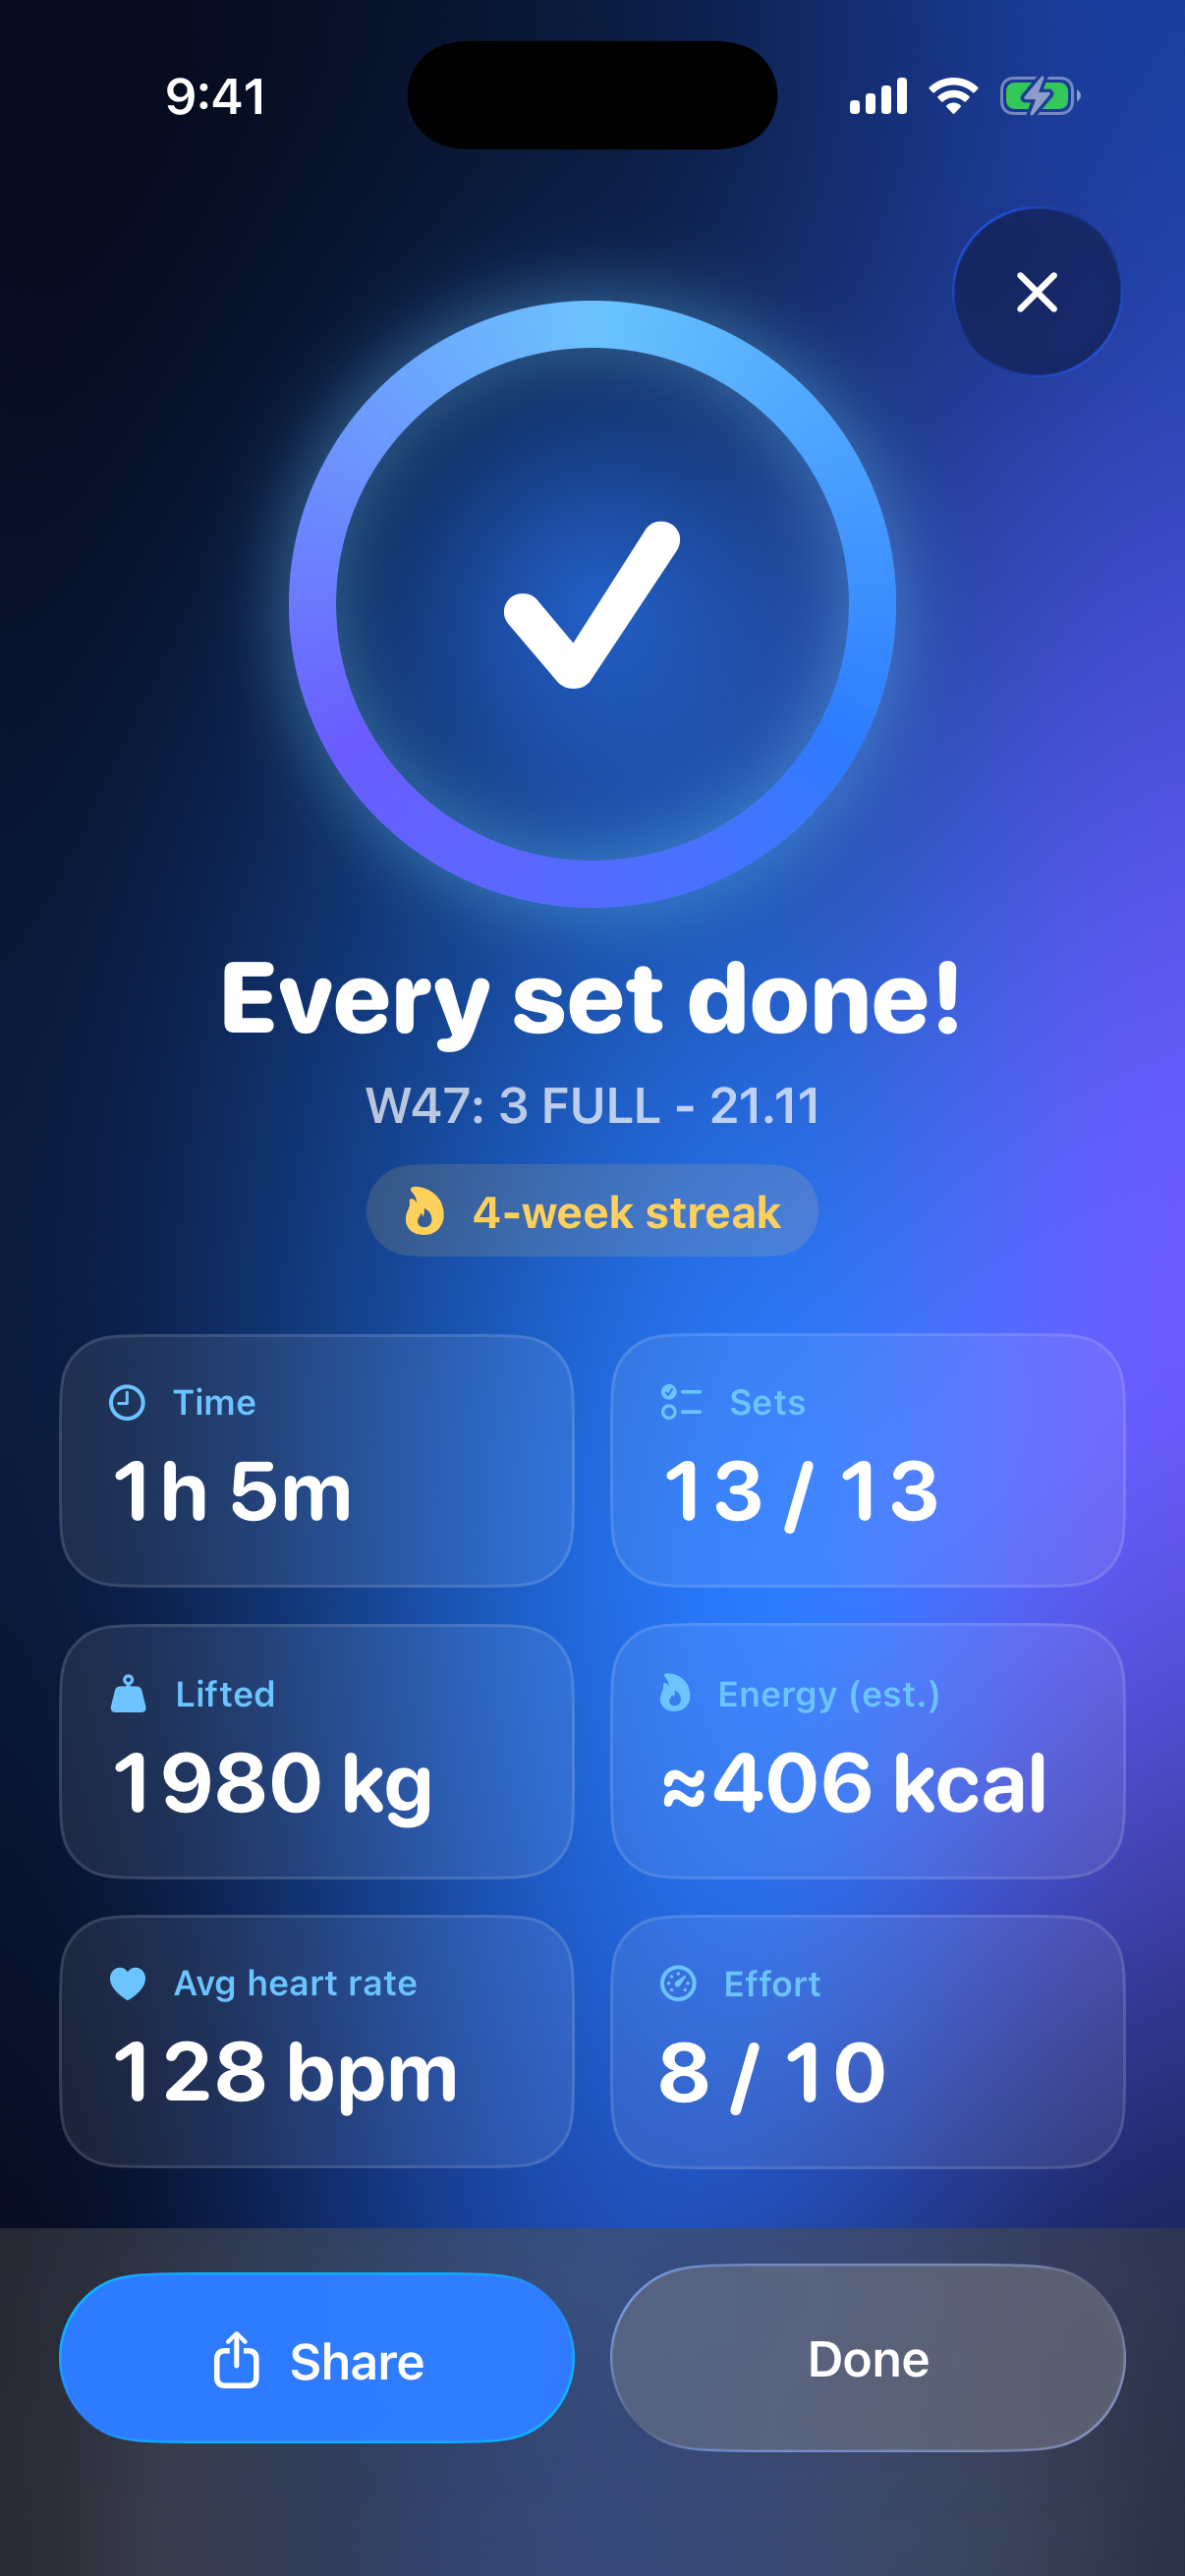 9:41
Every set done!
W47: 3 FULL - 21.11
4-week streak
Time
1h 5m
Sets
13 / 13
Lifted
1980 kg
Energy (est.)
≈406 kcal
Avg heart rate
128 bpm
Effort
8 / 10
Share
Done